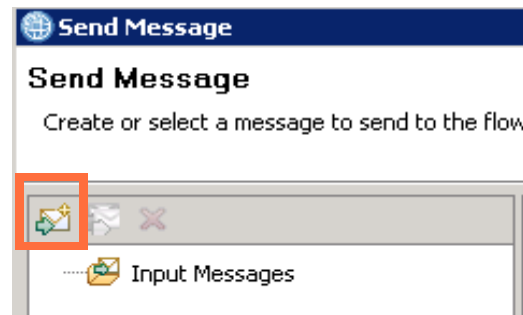 Send Message
Send Message
Create or select a message to send to the flow
Input Messages